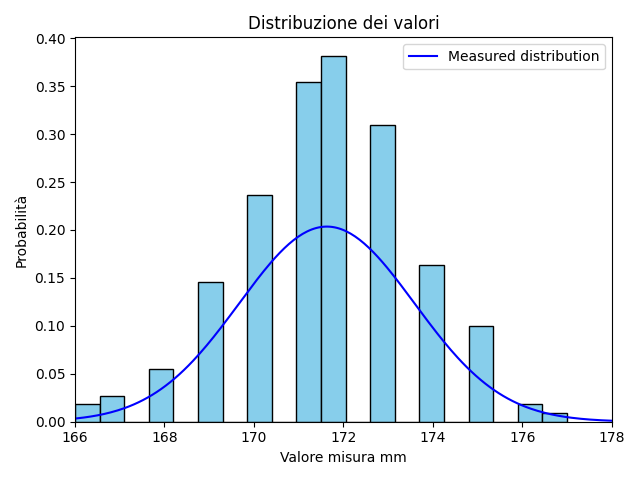 Distribuzione dei valori
Measured distribution
0.40
0.35
0.30
0.25
0.20
0.15
0.10
0.05
0.00
Probabilità
166 168 170 172 174 176 178
Valore misura mm